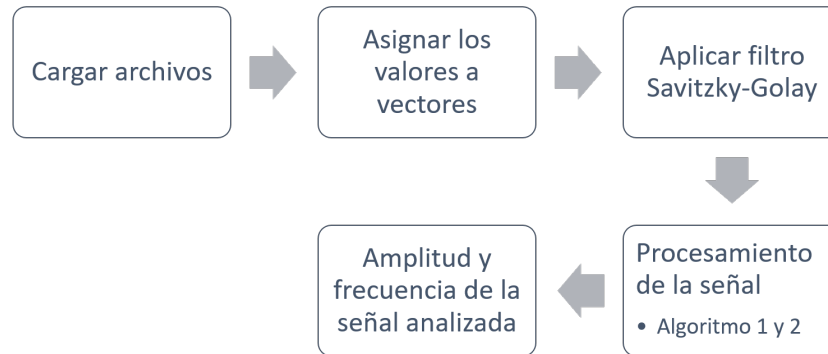 Cargar archivos
Asignar los
valores a
vectores
Aplicar filtro
Savitzky-Golay
Procesamiento
de la señal
• Algoritmo 1 y 2
Amplitud y
frecuencia de la
señal analizada